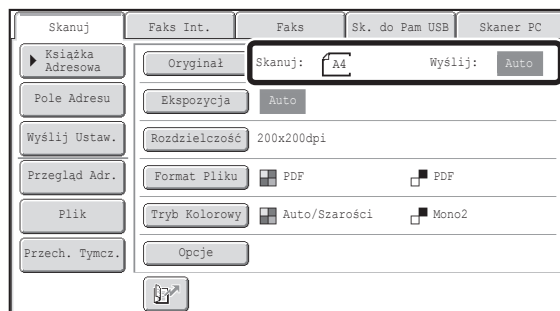 Skanuj Faks Int. Faks Sk. do Pam USB Skaner PC
Książka
Adresowa
Oryginał Skanuj: A4 Wyślij: Auto
Pole Adresu Ekspozycja Auto
Wyślij Ustaw. Rozdzielczość 200x200dpi
Przegląd Adr. Format Pliku PDF PDF
Plik Tryb Kolorowy Auto/Szarości Mono2
Przech. Tymcz. Opcje